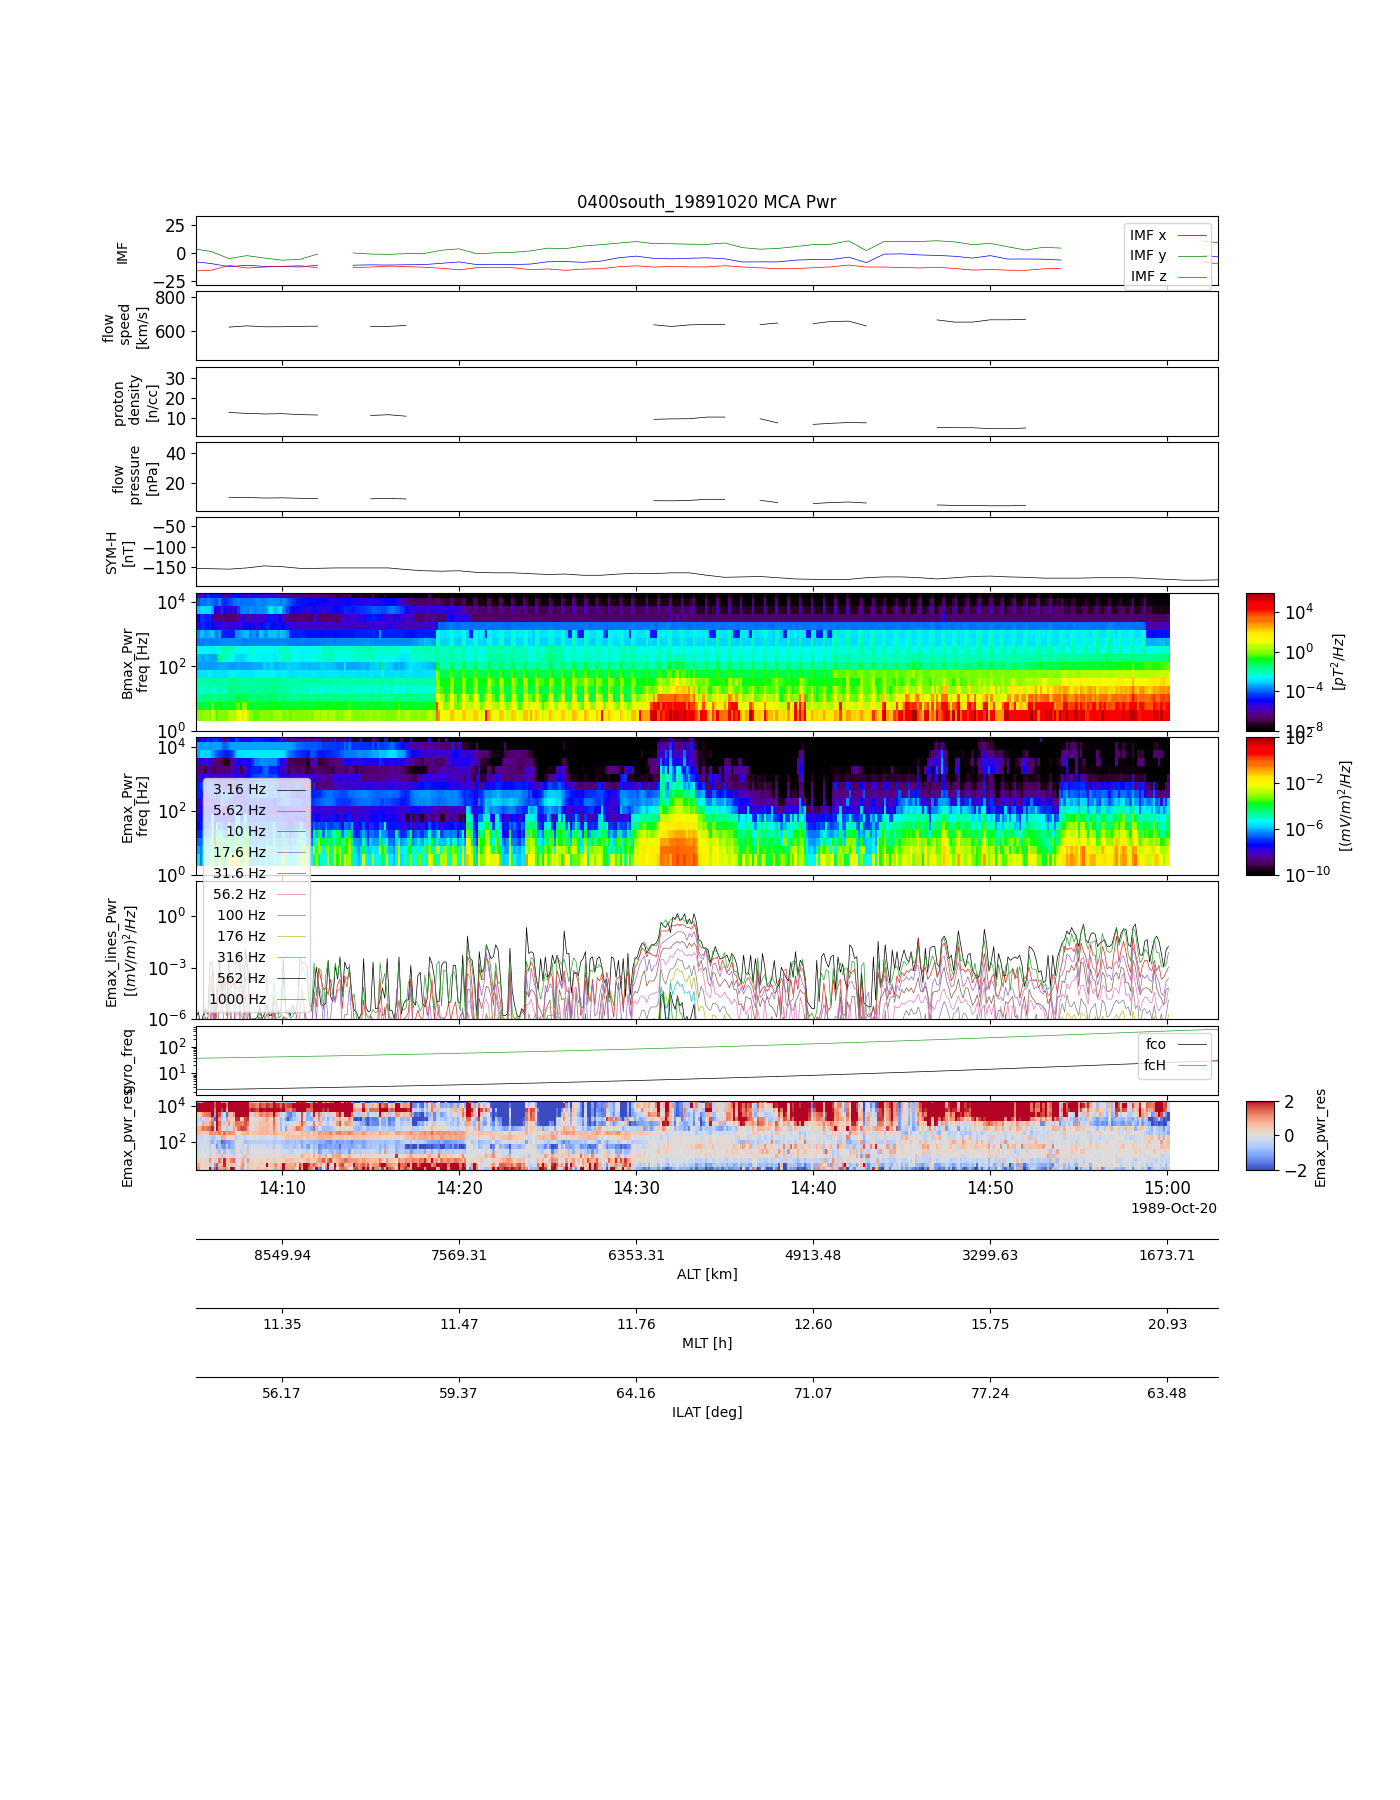 0400south_19891020 MCA Pwr
IMF
25
0
−25
IMF x
IMF y
IMF z
flow
speed
[km/s]
800
600
proton
density
[n/cc]
30
20
10
flow
pressure
[nPa]
40
20
SYM-H
[nT]
−50
−100
−150
Bmax_Pwr
freq [Hz]
10^4
10^2
10^0
10^4
10^0
10^−4
10^−8
[pT^2/Hz]
Emax_Pwr
freq [Hz]
10^4
10^2
10^0
10^2
10^−2
10^−6
10^−10
[(mV/m)^2/Hz]
3.16 Hz
5.62 Hz
10 Hz
17.6 Hz
31.6 Hz
56.2 Hz
100 Hz
176 Hz
316 Hz
562 Hz
1000 Hz
Emax_lines_Pwr
[(mV/m)^2/Hz]
10^0
10^−3
10^−6
gyro_freq
10^2
10^1
fco
fcH
Emax_pwr_res
10^4
10^2
2
0
−2
Emax_pwr_res
14:10 14:20 14:30 14:40 14:50 15:00
1989-Oct-20
8549.94 7569.31 6353.31 4913.48 3299.63 1673.71
ALT [km]
11.35 11.47 11.76 12.60 15.75 20.93
MLT [h]
56.17 59.37 64.16 71.07 77.24 63.48
ILAT [deg]